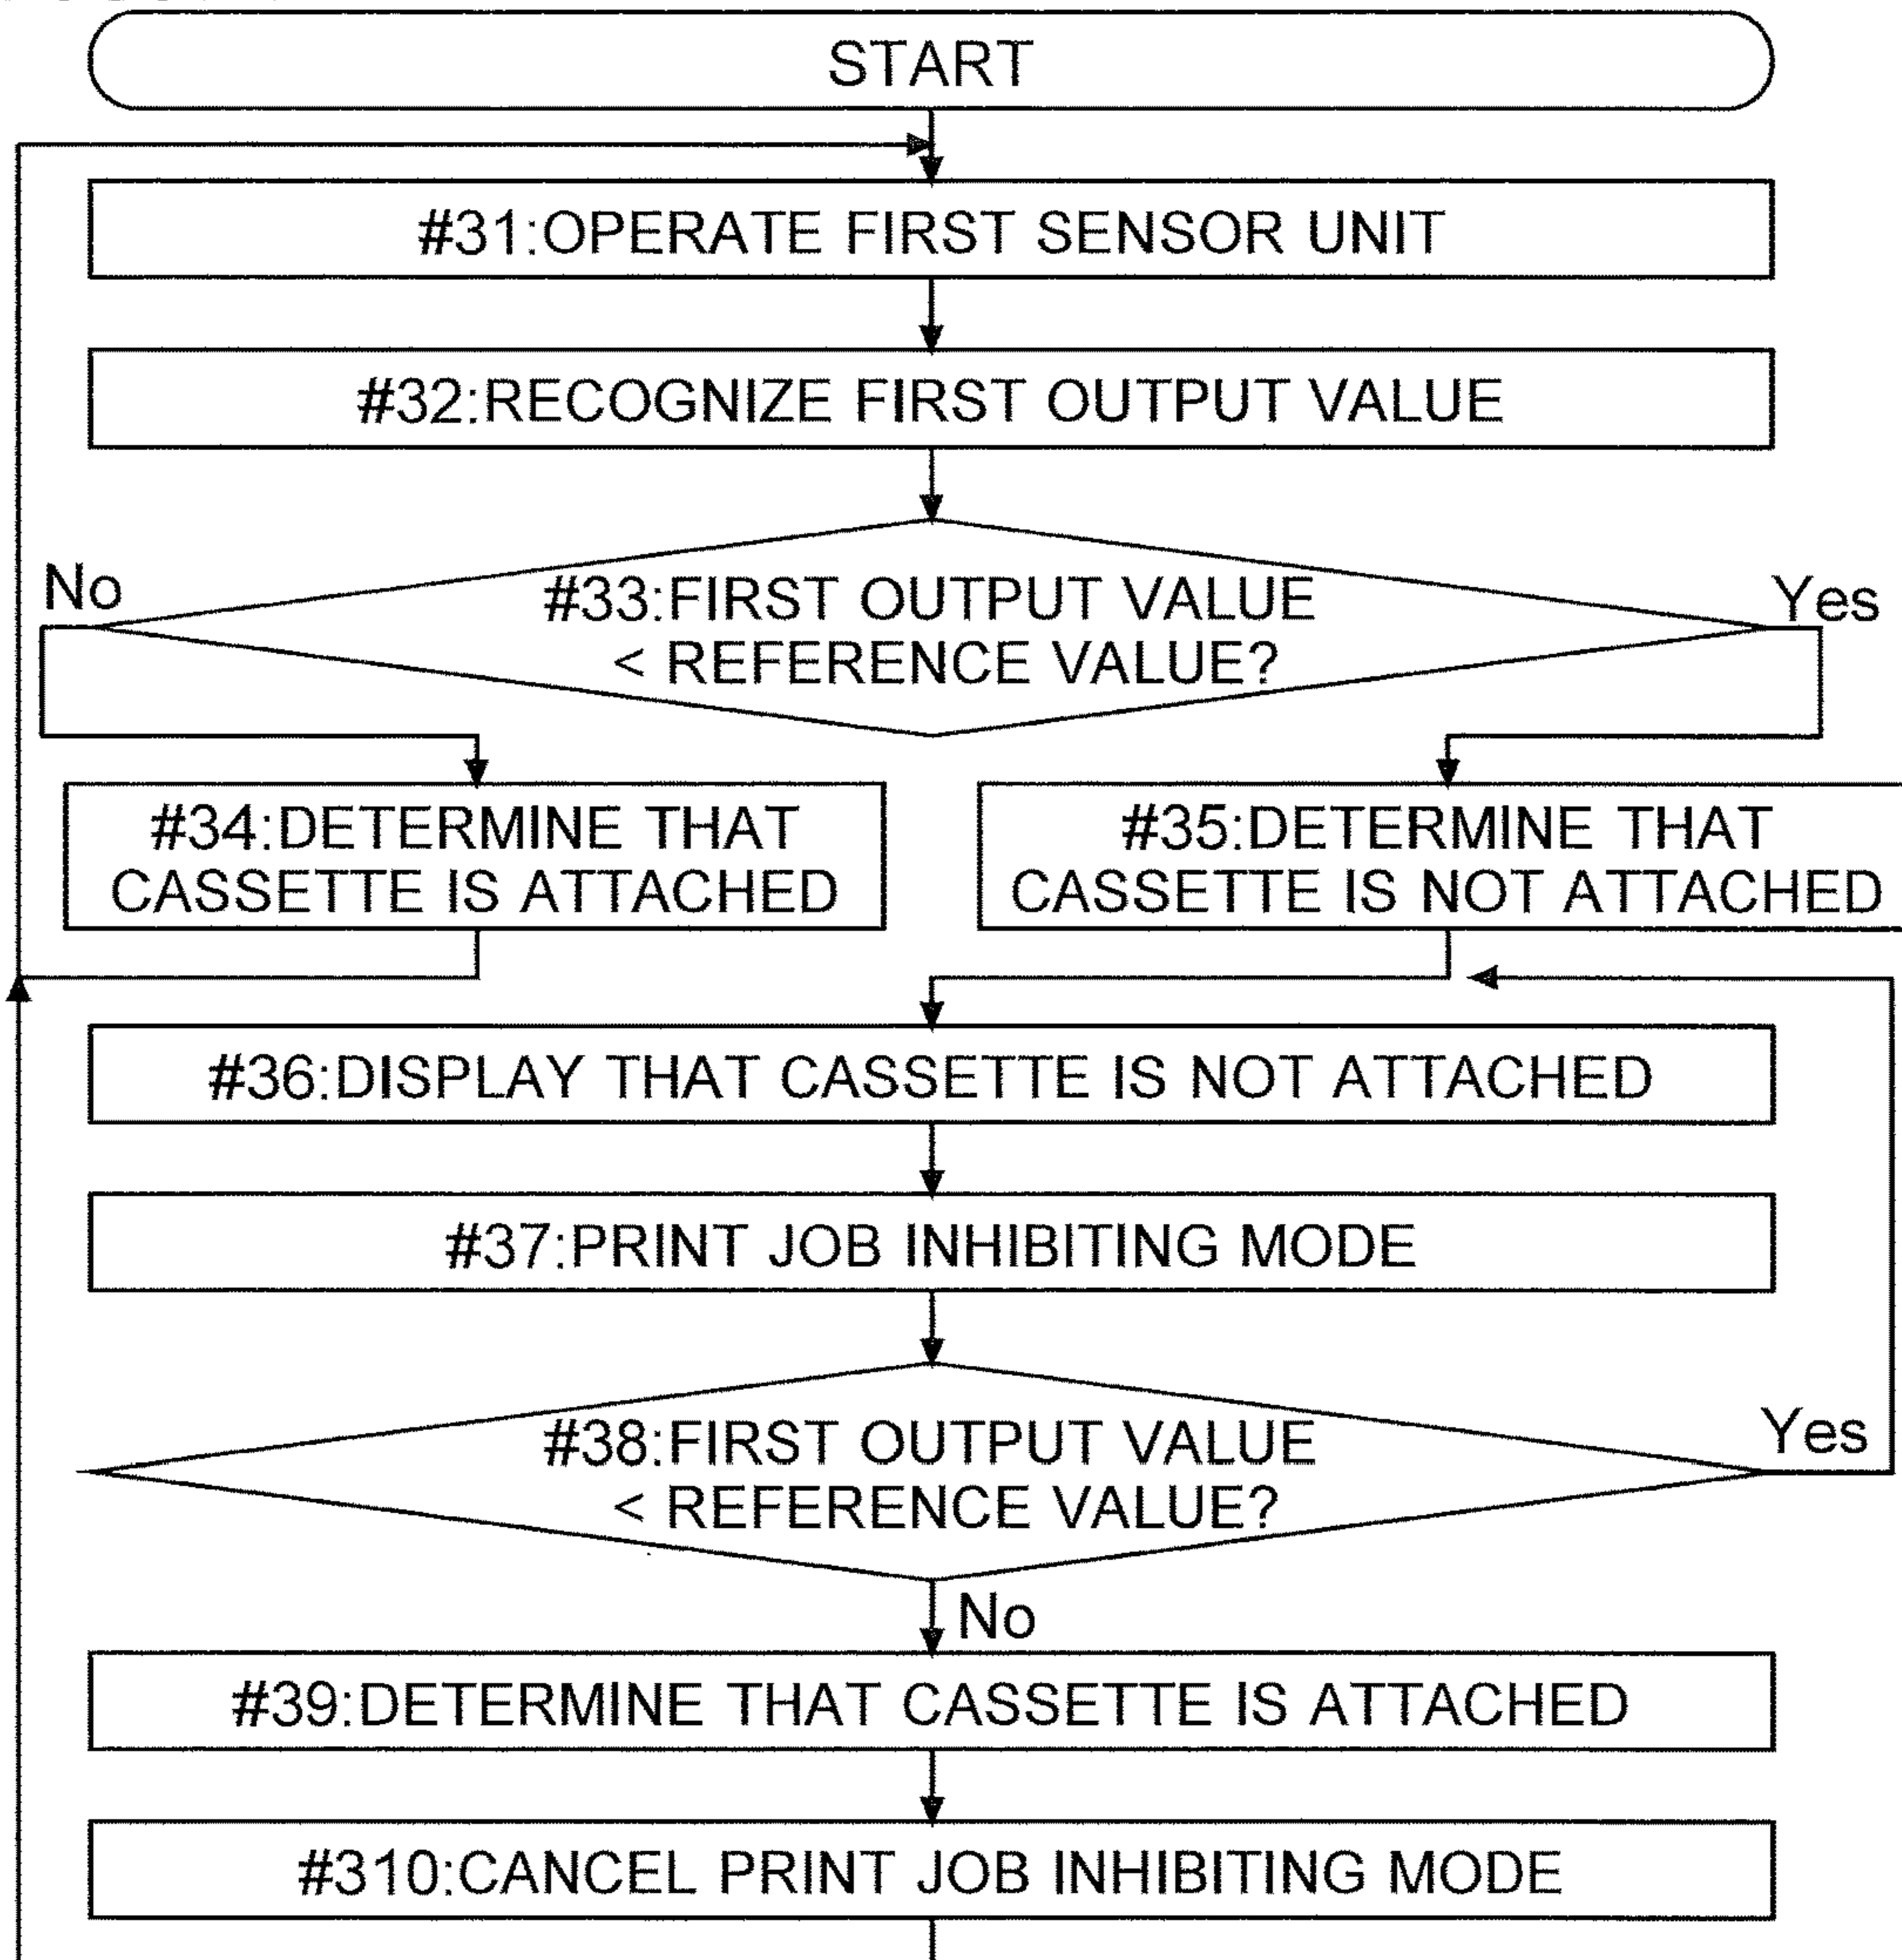 START
#31:OPERATE FIRST SENSOR UNIT
#32:RECOGNIZE FIRST OUTPUT VALUE
#33:FIRST OUTPUT VALUE
< REFERENCE VALUE?
No
Yes
#34:DETERMINE THAT
CASSETTE IS ATTACHED
#35:DETERMINE THAT
CASSETTE IS NOT ATTACHED
#36:DISPLAY THAT CASSETTE IS NOT ATTACHED
#37:PRINT JOB INHIBITING MODE
#38:FIRST OUTPUT VALUE
< REFERENCE VALUE?
Yes
No
#39:DETERMINE THAT CASSETTE IS ATTACHED
#310:CANCEL PRINT JOB INHIBITING MODE